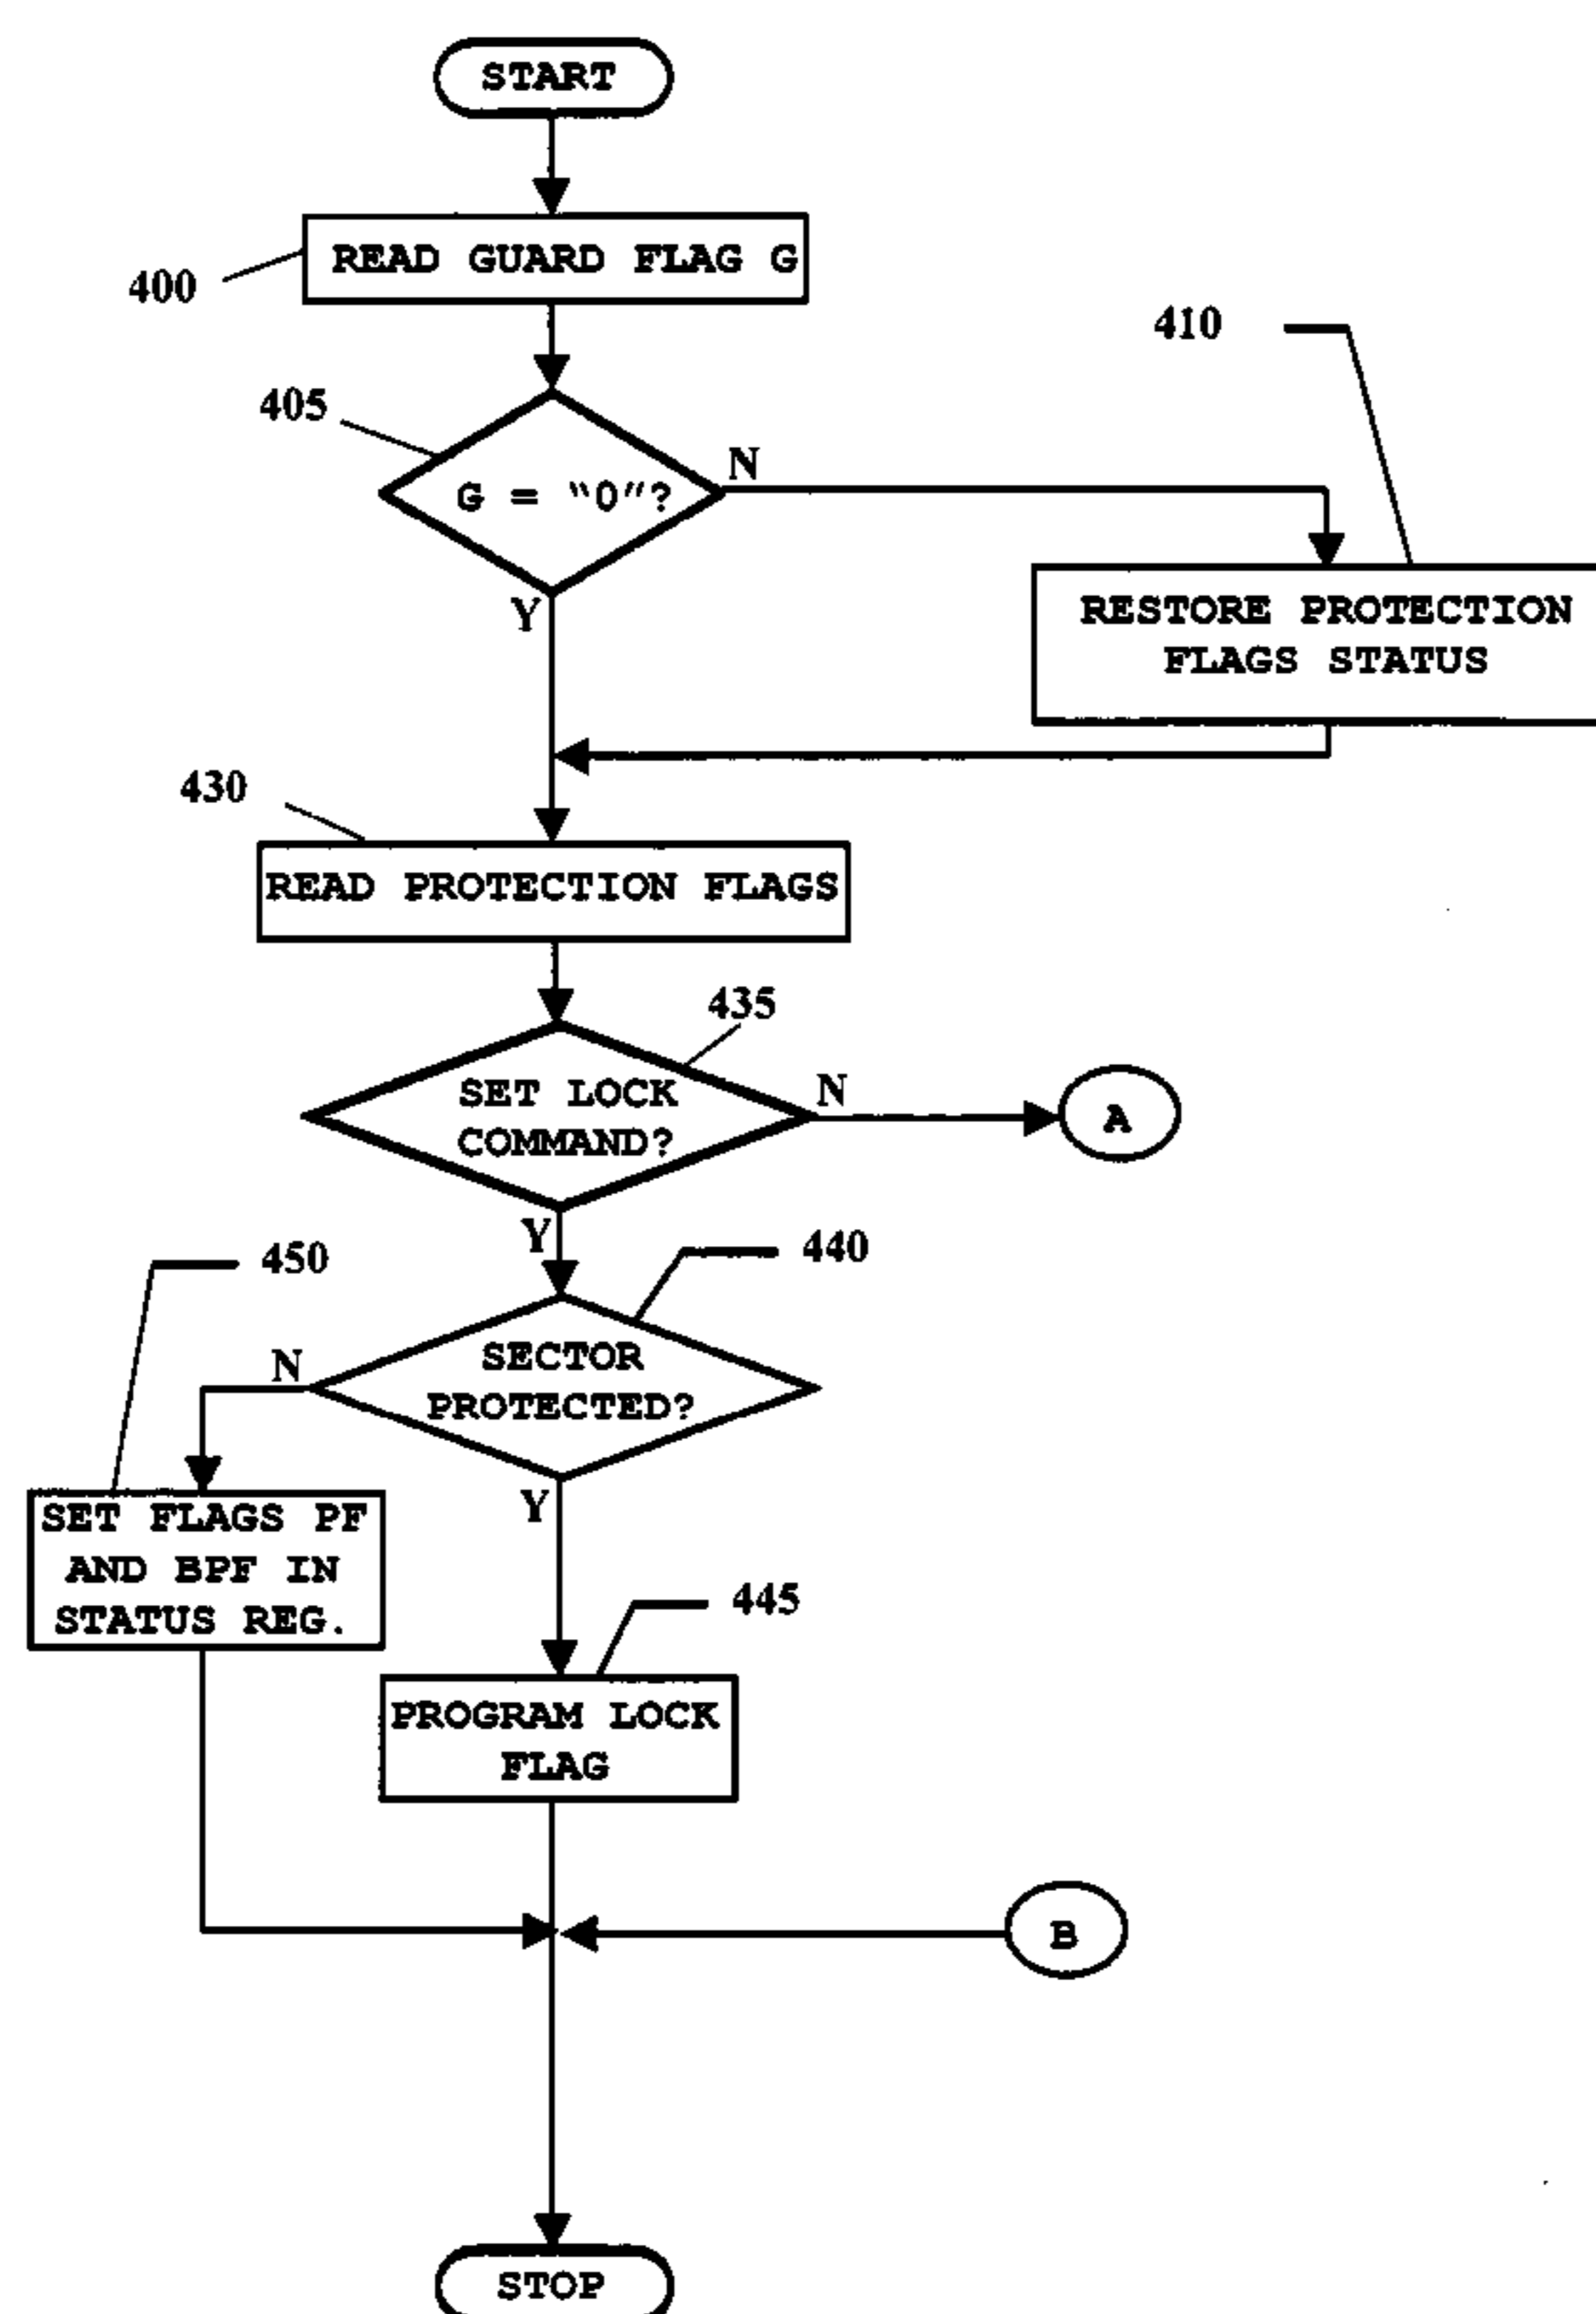 START
READ GUARD FLAG G
400
410
405
G = "0"?
N
Y
RESTORE PROTECTION
FLAGS STATUS
430
READ PROTECTION FLAGS
435
SET LOCK
COMMAND?
N
A
Y
440
450
SECTOR
PROTECTED?
N
Y
SET FLAGS PF
AND BPF IN
STATUS REG.
445
PROGRAM LOCK
FLAG
B
STOP